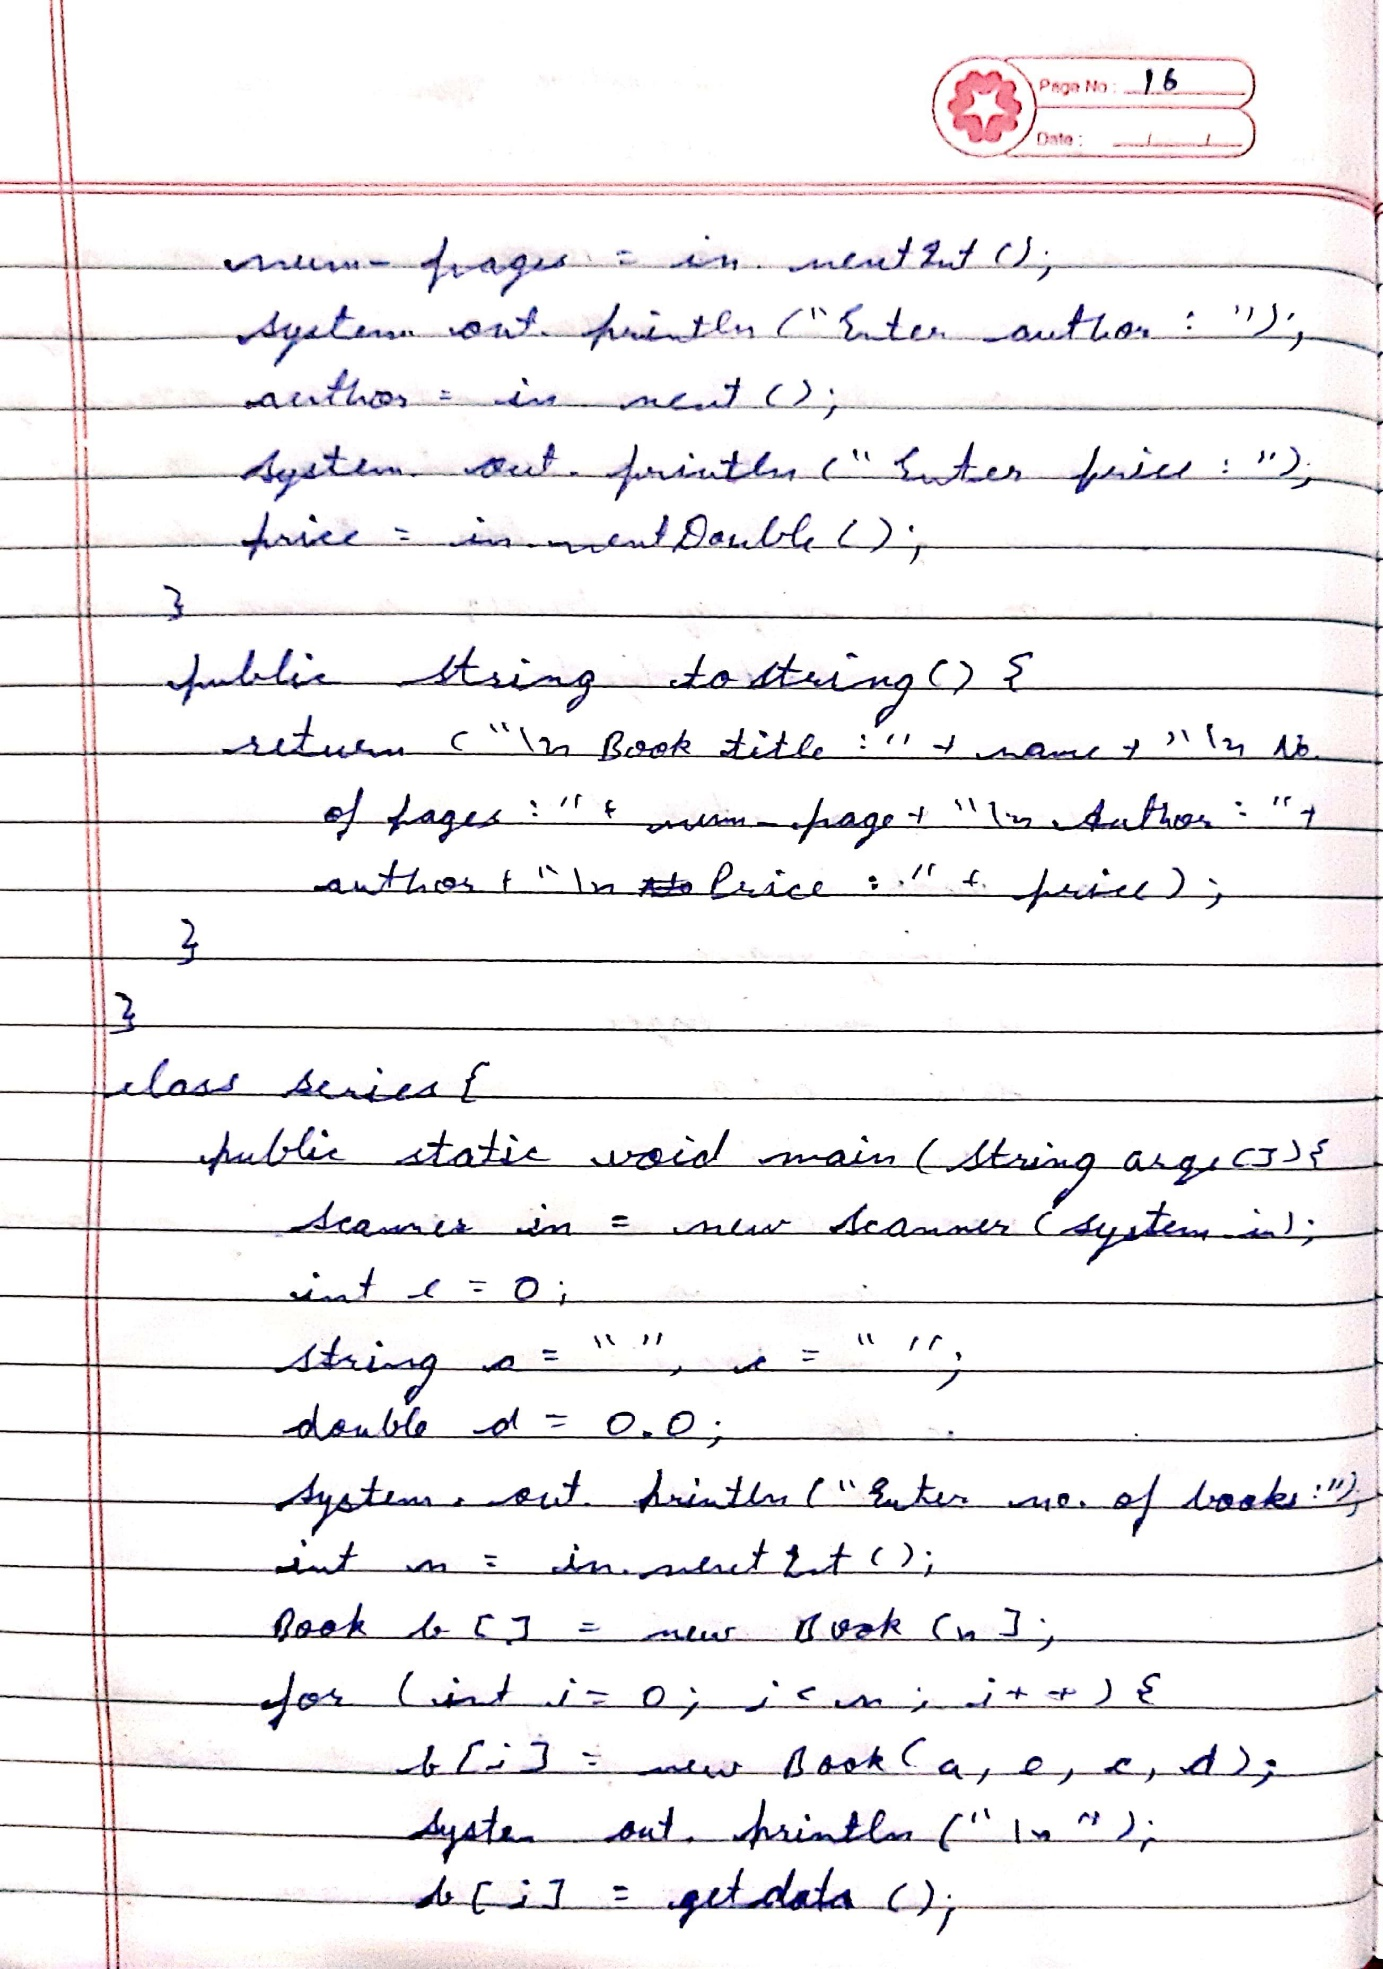 Page No: 16
Date: / /
num_pages = in. nextInt ();
system. out. println ("Enter author : ");
author = in next ();
system. out. println (" Enter price : ");
price = in. nextDouble ();
}
public string to string() {
return ("\n Book title :" + name + "\n No.
of pages : " + num_page + "\n Author : " +
author + "\n Price : " + price) ;
}
}
class series {
public static void main (String args []) {
scanner in = new scanner (system.in);
int e = 0;
string a = " ", c = " ";
double d = 0.0;
system. out. println ("Enter no. of books:");
int n = in. nextInt ();
Book b [] = new Book [n];
for (int i = 0; i < n; i++) {
b [i] = new Book (a, e, c, d);
system out. println ("\n");
b [i] = getdata ();